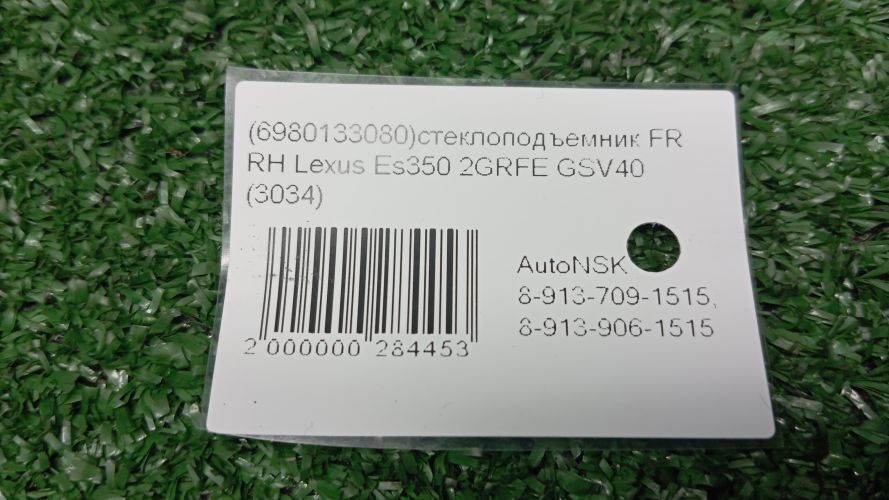 (6980133080)стеклоподъемник FR
RH Lexus Es350 2GRFE GSV40
(3034)
AutoNSK
8-913-709-1515,
8-913-906-1515
2 000000 284453